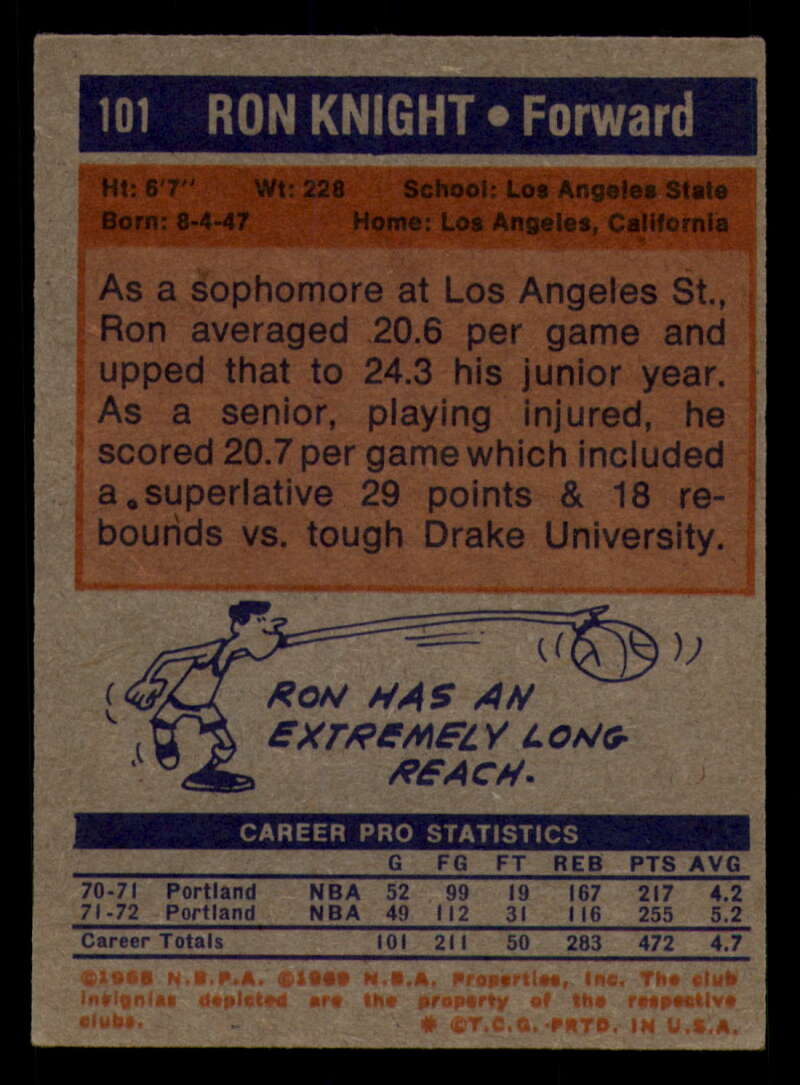 101 RON KNIGHT • Forward
Ht: 6'7" Wt: 228 School: Los Angeles State
Born: 8-4-47 Home: Los Angeles, California
As a sophomore at Los Angeles St.,
Ron averaged 20.6 per game and
upped that to 24.3 his junior year.
As a senior, playing injured, he
scored 20.7 per game which included
a superlative 29 points & 18 re-
bounds vs. tough Drake University.
RON HAS AN
EXTREMELY LONG
REACH.
CAREER PRO STATISTICS
G FG FT REB PTS AVG
70-71 Portland NBA 52 99 19 167 217 4.2
71-72 Portland NBA 49 112 31 116 255 5.2
Career Totals 101 211 50 283 472 4.7
©1968 N.B.P.A. ©1969 N.B.A. Properties, Inc. The club
insignias depicted are the property of the respective
clubs. * ©T.C.G. PRTD. IN U.S.A.